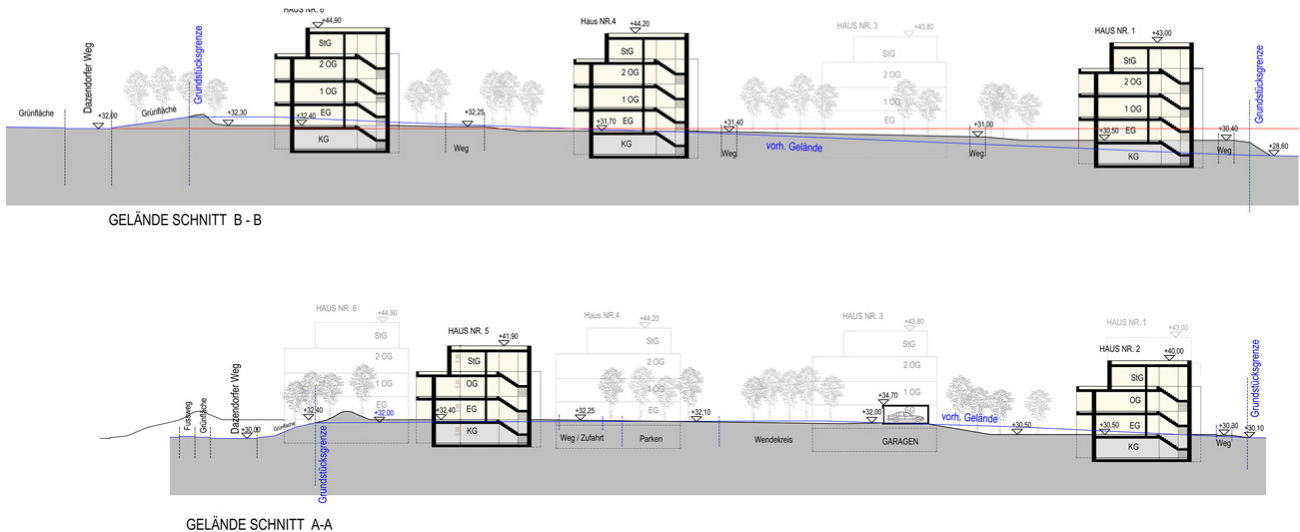 HAUS NR. 6
+44,90
StG
2 OG
1 OG
EG
+32,40
KG
Haus NR.4
+44,20
StG
2 OG
1 OG
EG
+31,70
KG
HAUS NR. 3
+43,80
StG
2 OG
1 OG
EG
HAUS NR. 1
+43,00
StG
2 OG
1 OG
EG
+30,50
KG
Grünfläche
Dazendorfer Weg
+32,00
Grünfläche
Grundstücksgrenze
+32,30
+32,25
Weg
+31,40
Weg
vorh. Gelände
+31,00
Weg
+30,40
Weg
Grundstücksgrenze
+28,60
GELÄNDE SCHNITT B - B
HAUS NR. 6
+44,90
StG
2 OG
1 OG
EG
HAUS NR. 5
+41,90
StG
OG
EG
+32,40
KG
Haus NR.4
+44,20
StG
2 OG
1 OG
EG
HAUS NR. 3
+43,80
StG
2 OG
1 OG
EG
HAUS NR.1
+43,00
HAUS NR. 2
+40,00
StG
OG
EG
+30,50
KG
Fussweg
Grünfläche
Dazendorfer Weg
+30,00
Grünfläche
+32,40
Grundstücksgrenze
+32,00
+32,25
Weg / Zufahrt
Parken
+32,10
Wendekreis
+34,70
+32,00
GARAGEN
vorh. Gelände
+30,50
+30,30
Weg
+30,10
Grundstücksgrenze
GELÄNDE SCHNITT A-A